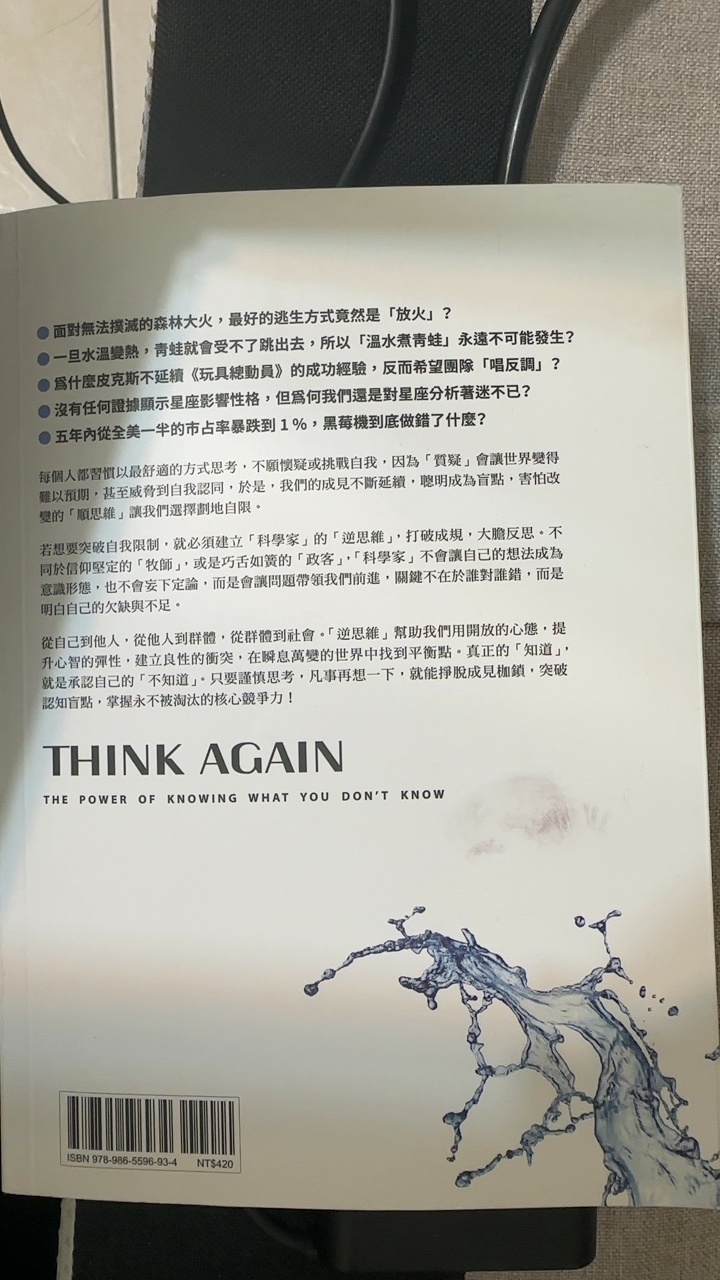 ●面對無法撲滅的森林大火，最好的逃生方式竟然是「放火」？
●一旦水溫變熱，青蛙就會受不了跳出去，所以「溫水煮青蛙」永遠不可能發生？
●爲什麼皮克斯不延續《玩具總動員》的成功經驗，反而希望團隊「唱反調」？
●沒有任何證據顯示星座影響性格，但爲何我們還是對星座分析著迷不已？
●五年內從全美一半的市占率暴跌到 1%，黑莓機到底做錯了什麼？
每個人都習慣以最舒適的方式思考，不願懷疑或挑戰自我，因為「質疑」會讓世界變得
難以預期，甚至威脅到自我認同，於是，我們的成見不斷延續，聰明成為盲點，害怕改
變的「順思維」讓我們選擇劃地自限。
若想要突破自我限制，就必須建立「科學家」的「逆思維」，打破成規，大膽反思。不
同於信仰堅定的「牧師」，或是巧舌如簧的「政客」，「科學家」不會讓自己的想法成為
意識形態，也不會妄下定論，而是會讓問題帶領我們前進，關鍵不在於誰對誰錯，而是
明白自己的欠缺與不足。
從自己到他人，從他人到群體，從群體到社會。「逆思維」幫助我們用開放的心態，提
升心智的彈性，建立良性的衝突，在瞬息萬變的世界中找到平衡點。真正的「知道」，
就是承認自己的「不知道」。只要謹慎思考，凡事再想一下，就能掙脫成見枷鎖，突破
認知盲點，掌握永不被淘汰的核心競爭力！
THINK AGAIN
THE POWER OF KNOWING WHAT YOU DON'T KNOW
ISBN 978-986-5596-93-4 NT$420